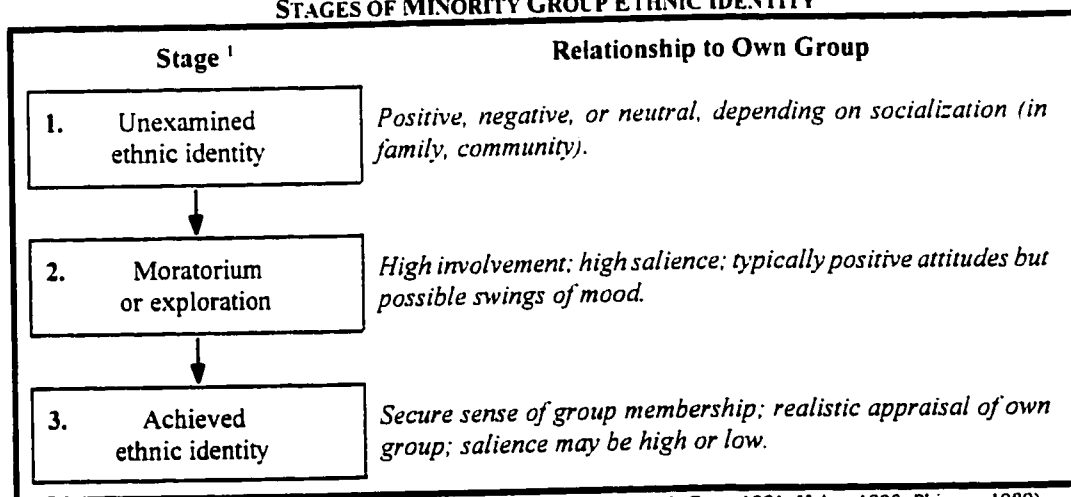 STAGES OF MINORITY GROUP ETHNIC IDENTITY
Stage ¹
Relationship to Own Group
1. Unexamined
ethnic identity
Positive, negative, or neutral, depending on socialization (in
family, community).
2. Moratorium
or exploration
High involvement; high salience; typically positive attitudes but
possible swings of mood.
3. Achieved
ethnic identity
Secure sense of group membership; realistic appraisal of own
group; salience may be high or low.